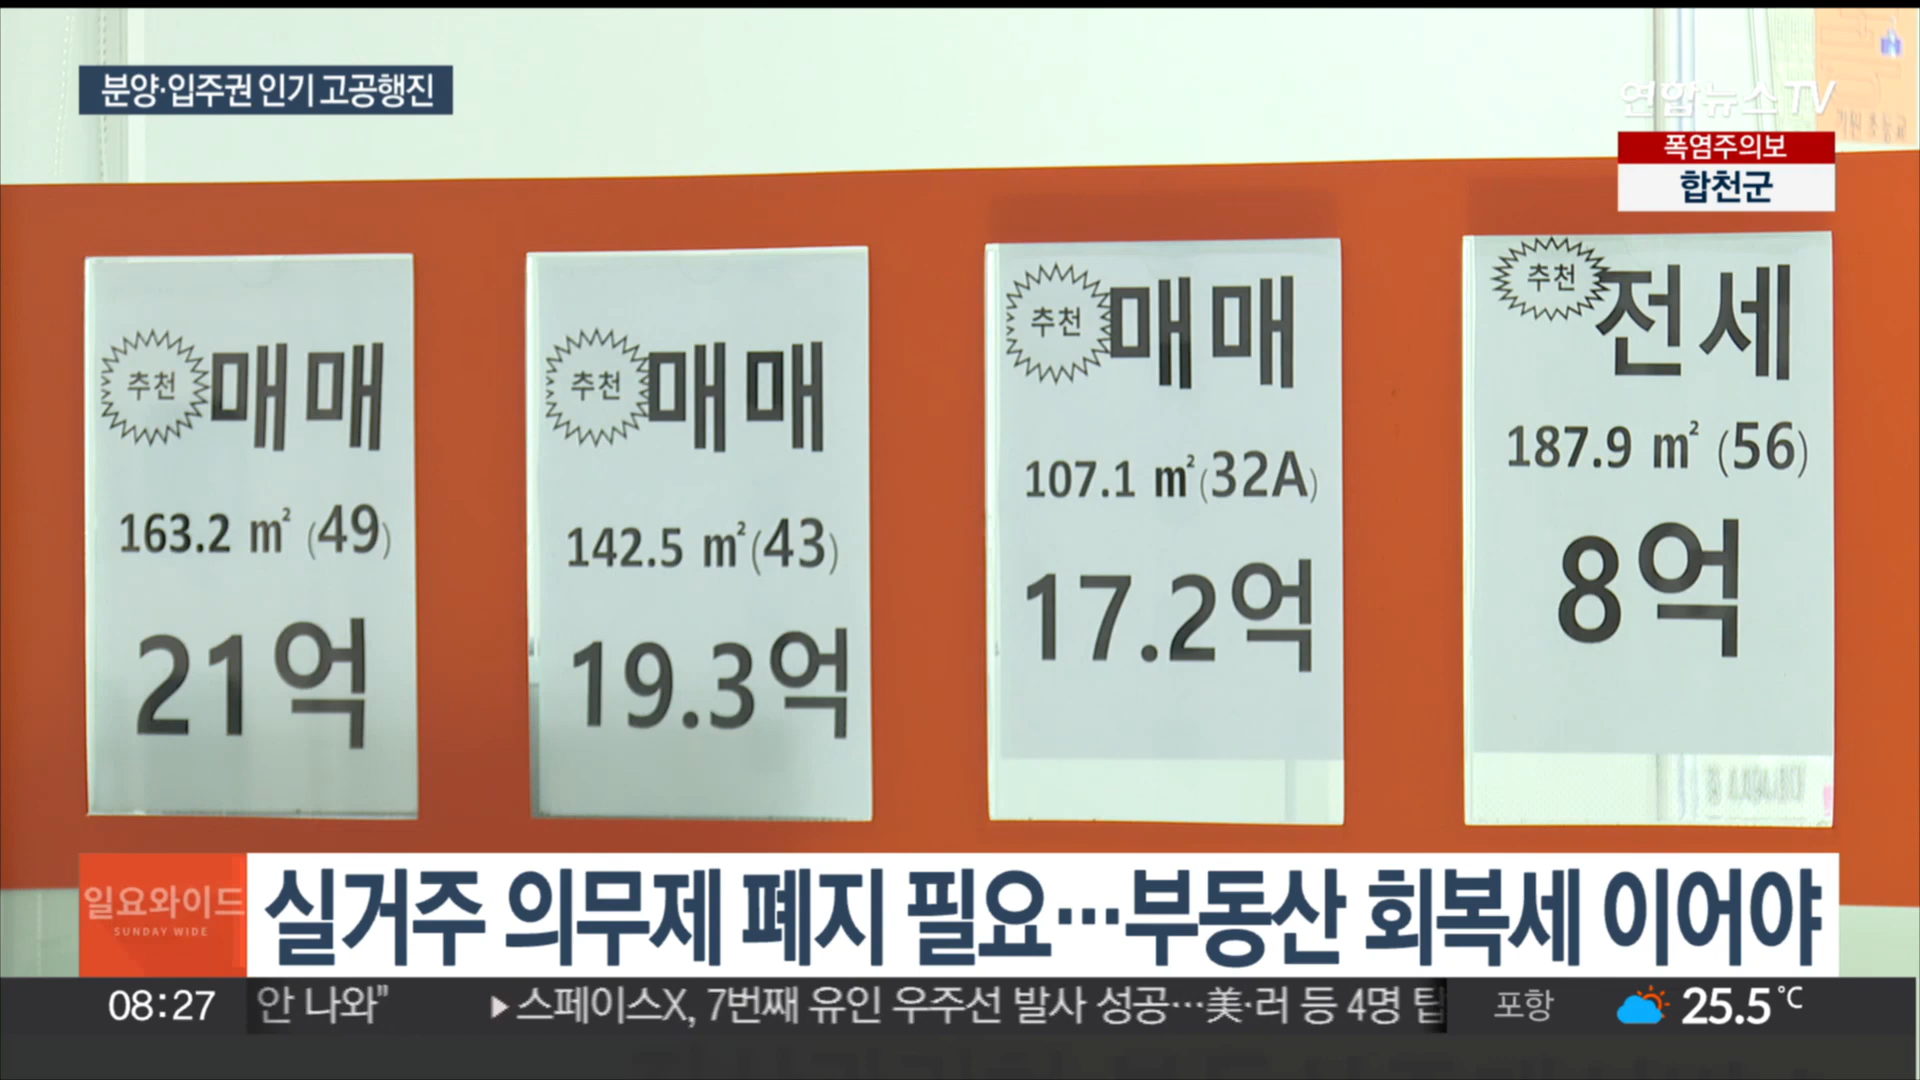 분양·입주권 인기 고공행진
연합뉴스TV
폭염주의보
합천군
추천 매매
163.2 ㎡ (49)
21억
추천 매매
142.5 ㎡ (43)
19.3억
추천 매매
107.1 ㎡ (32A)
17.2억
추천 전세
187.9 ㎡ (56)
8억
일요와이드
SUNDAY WIDE
실거주 의무제 폐지 필요…부동산 회복세 이어야
08:27 안 나와" ▶스페이스X, 7번째 유인 우주선 발사 성공…美·러 등 4명 탑 포항 25.5℃